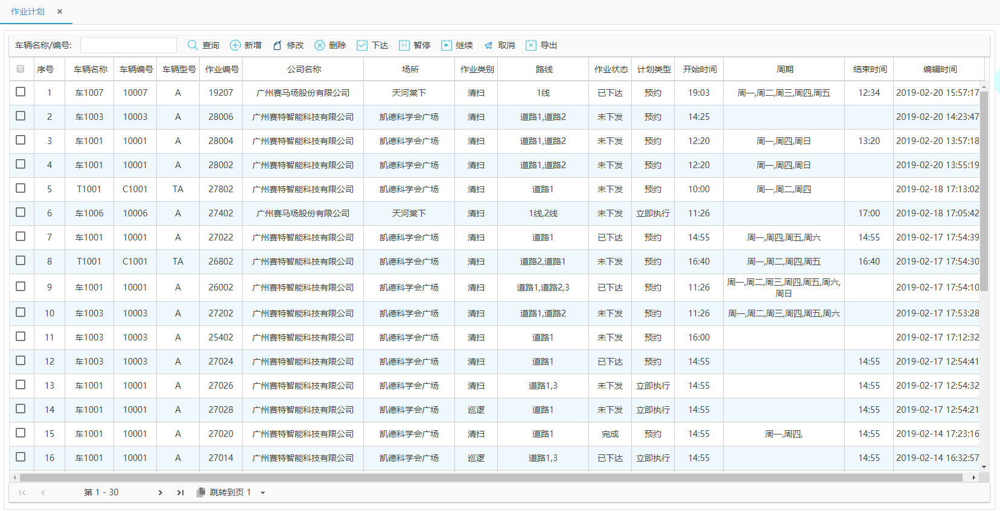 作业计划 ×
车辆名称/编号: 查询 新增 修改 删除 下达 暂停 继续 取消 导出
序号 车辆名称 车辆编号 车辆型号 作业编号 公司名称 场所 作业类别 路线 作业状态 计划类型 开始时间 周期 结束时间 编辑时间
1 车1007 10007 A 19207 广州赛马场股份有限公司 天河棠下 清扫 1线 已下达 预约 19:03 周一,周二,周三,周四,周五 12:34 2019-02-20 15:57:17
2 车1003 10003 A 28006 广州赛特智能科技有限公司 凯德科学会广场 清扫 道路1,道路2 未下发 预约 14:25 2019-02-20 14:23:47
3 车1001 10001 A 28004 广州赛特智能科技有限公司 凯德科学会广场 清扫 道路1,道路2 未下发 预约 12:20 周一,周四,周日 13:20 2019-02-20 13:57:18
4 车1001 10001 A 28002 广州赛特智能科技有限公司 凯德科学会广场 清扫 道路1,道路2 未下发 预约 12:20 周一,周四,周日 2019-02-20 13:55:19
5 T1001 C1001 TA 27802 广州赛特智能科技有限公司 凯德科学会广场 清扫 道路1 未下发 预约 10:00 周一,周二,周四 2019-02-18 17:13:02
6 车1006 10006 A 27402 广州赛马场股份有限公司 天河棠下 清扫 1线,2线 未下发 立即执行 11:26 17:00 2019-02-18 17:05:42
7 车1001 10001 A 27022 广州赛特智能科技有限公司 凯德科学会广场 清扫 道路1 已下达 预约 14:55 周一,周四,周五,周六 14:55 2019-02-17 17:54:39
8 T1001 C1001 TA 26802 广州赛特智能科技有限公司 凯德科学会广场 清扫 道路2,道路1 未下发 预约 16:40 周一,周二,周四,周五 16:40 2019-02-17 17:54:30
9 车1001 10001 A 26002 广州赛特智能科技有限公司 凯德科学会广场 清扫 道路1,道路2,3 已下达 预约 11:26 周一,周二,周三,周四,周五,周六,周日 2019-02-17 17:54:10
10 车1003 10003 A 27202 广州赛特智能科技有限公司 凯德科学会广场 清扫 道路1,道路2 未下发 预约 11:26 周一,周二,周三,周四,周五,周六 2019-02-17 17:53:28
11 车1003 10003 A 25402 广州赛特智能科技有限公司 凯德科学会广场 清扫 道路1 未下发 预约 16:00 2019-02-17 17:12:32
12 车1003 10003 A 27024 广州赛特智能科技有限公司 凯德科学会广场 清扫 道路1 已下达 预约 14:55 14:55 2019-02-17 12:54:41
13 车1001 10001 A 27026 广州赛特智能科技有限公司 凯德科学会广场 清扫 道路1,3 未下发 立即执行 14:55 14:55 2019-02-17 12:54:32
14 车1001 10001 A 27028 广州赛特智能科技有限公司 凯德科学会广场 巡逻 道路1 未下发 立即执行 14:55 14:55 2019-02-17 12:54:21
15 车1001 10001 A 27020 广州赛特智能科技有限公司 凯德科学会广场 清扫 道路1 完成 预约 14:55 周一,周四, 14:55 2019-02-14 17:23:16
16 车1001 10001 A 27014 广州赛特智能科技有限公司 凯德科学会广场 巡逻 道路1,3 已下达 立即执行 14:55 14:55 2019-02-14 16:32:57
第 1 - 30 跳转到页 1